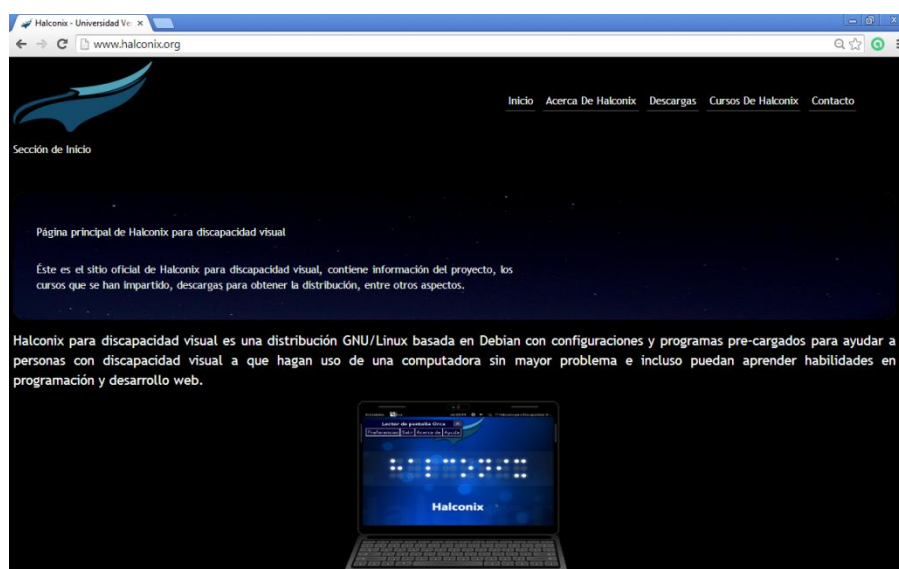 Halconix - Universidad Ve
www.halconix.org
Inicio Acerca De Halconix Descargas Cursos De Halconix Contacto
Sección de Inicio
Página principal de Halconix para discapacidad visual
Éste es el sitio oficial de Halconix para discapacidad visual, contiene información del proyecto, los
cursos que se han impartido, descargas para obtener la distribución, entre otros aspectos.
Halconix para discapacidad visual es una distribución GNU/Linux basada en Debian con configuraciones y programas pre-cargados para ayudar a
personas con discapacidad visual a que hagan uso de una computadora sin mayor problema e incluso puedan aprender habilidades en
programación y desarrollo web.
Lector de pantalla Orca
Preferencias Salir Acerca de Ayuda
Halconix